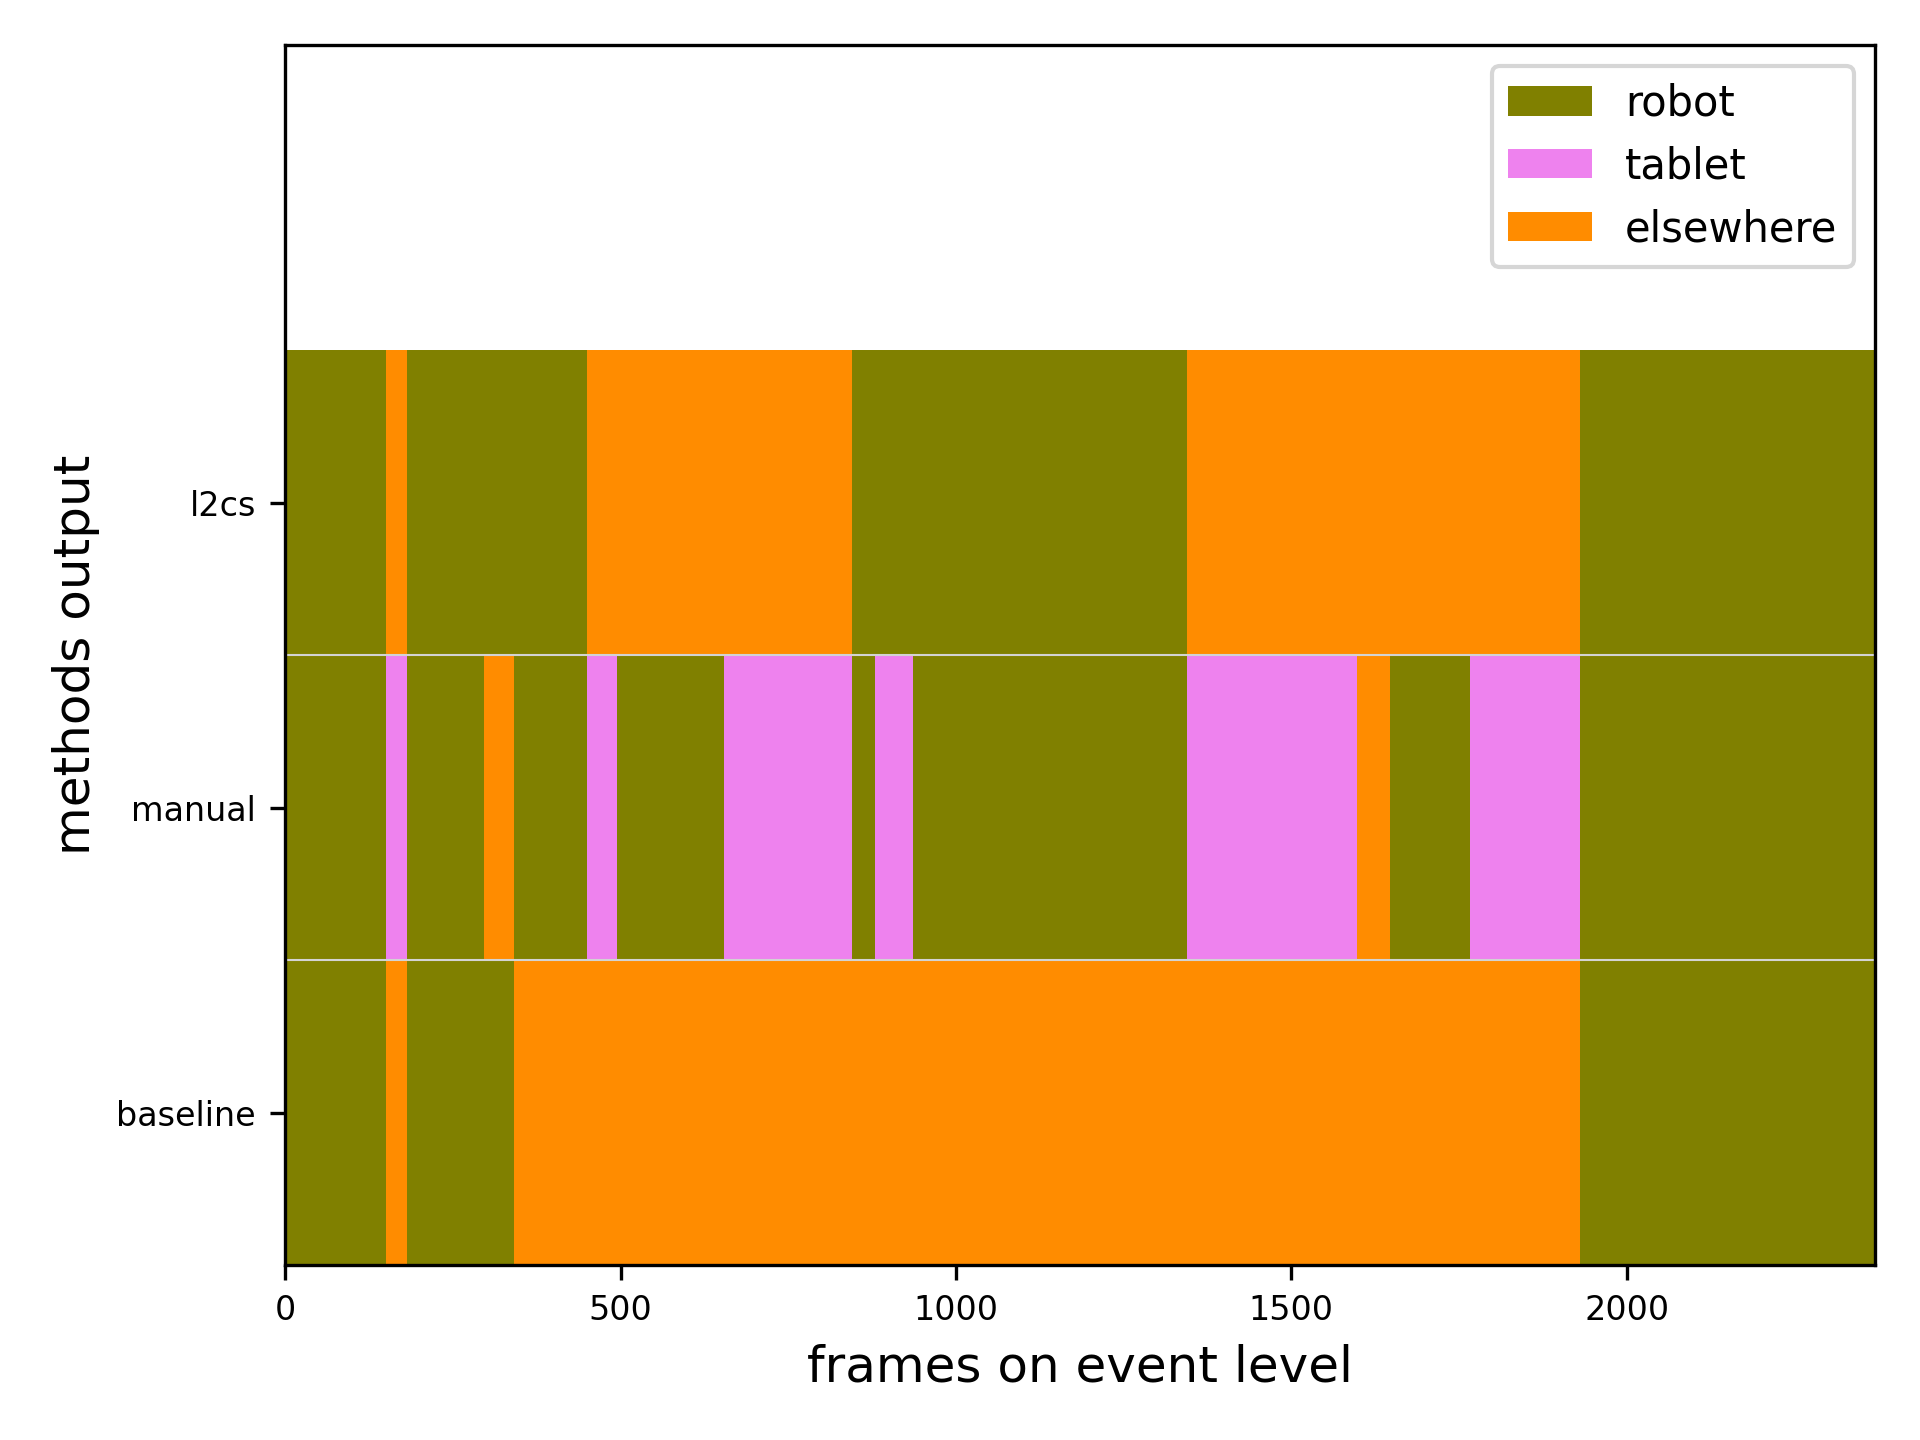 robot
tablet
elsewhere
methods output
l2cs
manual
baseline
0 500 1000 1500 2000
frames on event level